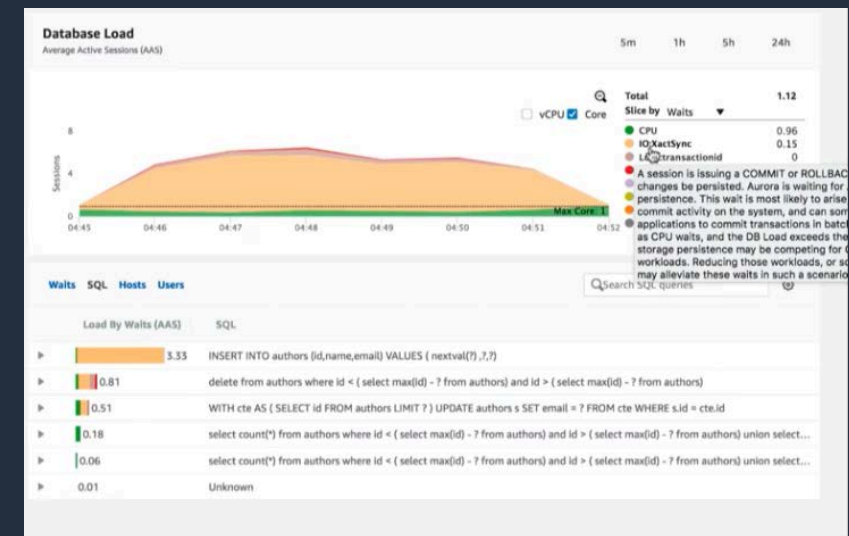 Database Load
Average Active Sessions (AAS)
5m 1h 5h 24h
vCPU Core
Total 1.12
Slice by Waits
CPU 0.96
IO:XactSync 0.15
transactionid 0
A session is issuing a COMMIT or ROLLBAC
changes be persisted. Aurora is waiting for
persistence. This wait is most likely to arise
commit activity on the system, and can som
applications to commit transactions in batc
as CPU waits, and the DB Load exceeds the
storage persistence may be competing for
workloads. Reducing those workloads, or sc
may alleviate these waits in such a scenario
8
4
0
Sessions
Max Core: 1
04:45 04:46 04:47 04:48 04:49 04:50 04:51 04:52
Waits SQL Hosts Users
Search SQL queries
Load By Waits (AAS) SQL
3.33 INSERT INTO authors (id,name,email) VALUES ( nextval(?) ,?,?)
0.81 delete from authors where id < ( select max(id) - ? from authors) and id > ( select max(id) - ? from authors)
0.51 WITH cte AS ( SELECT id FROM authors LIMIT ? ) UPDATE authors s SET email = ? FROM cte WHERE s.id = cte.id
0.18 select count(*) from authors where id < ( select max(id) - ? from authors) and id > ( select max(id) - ? from authors) union select...
0.06 select count(*) from authors where id < ( select max(id) - ? from authors) and id > ( select max(id) - ? from authors) union select...
0.01 Unknown